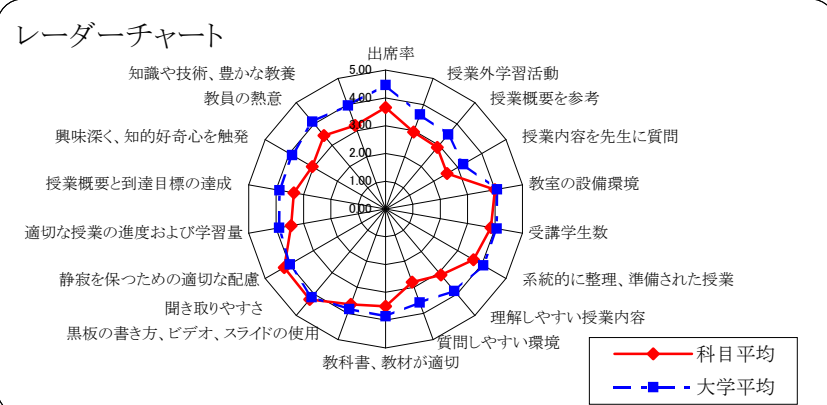 レーダーチャート
出席率
授業外学習活動
授業概要を参考
授業内容を先生に質問
教室の設備環境
受講学生数
系統的に整理、準備された授業
理解しやすい授業内容
質問しやすい環境
教科書、教材が適切
黒板の書き方、ビデオ、スライドの使用
聞き取りやすさ
静寂を保つための適切な配慮
適切な授業の進度および学習量
授業概要と到達目標の達成
興味深く、知的好奇心を触発
教員の熱意
知識や技術、豊かな教養
5.00
4.00
3.00
2.00
1.00
0.00
科目平均
大学平均